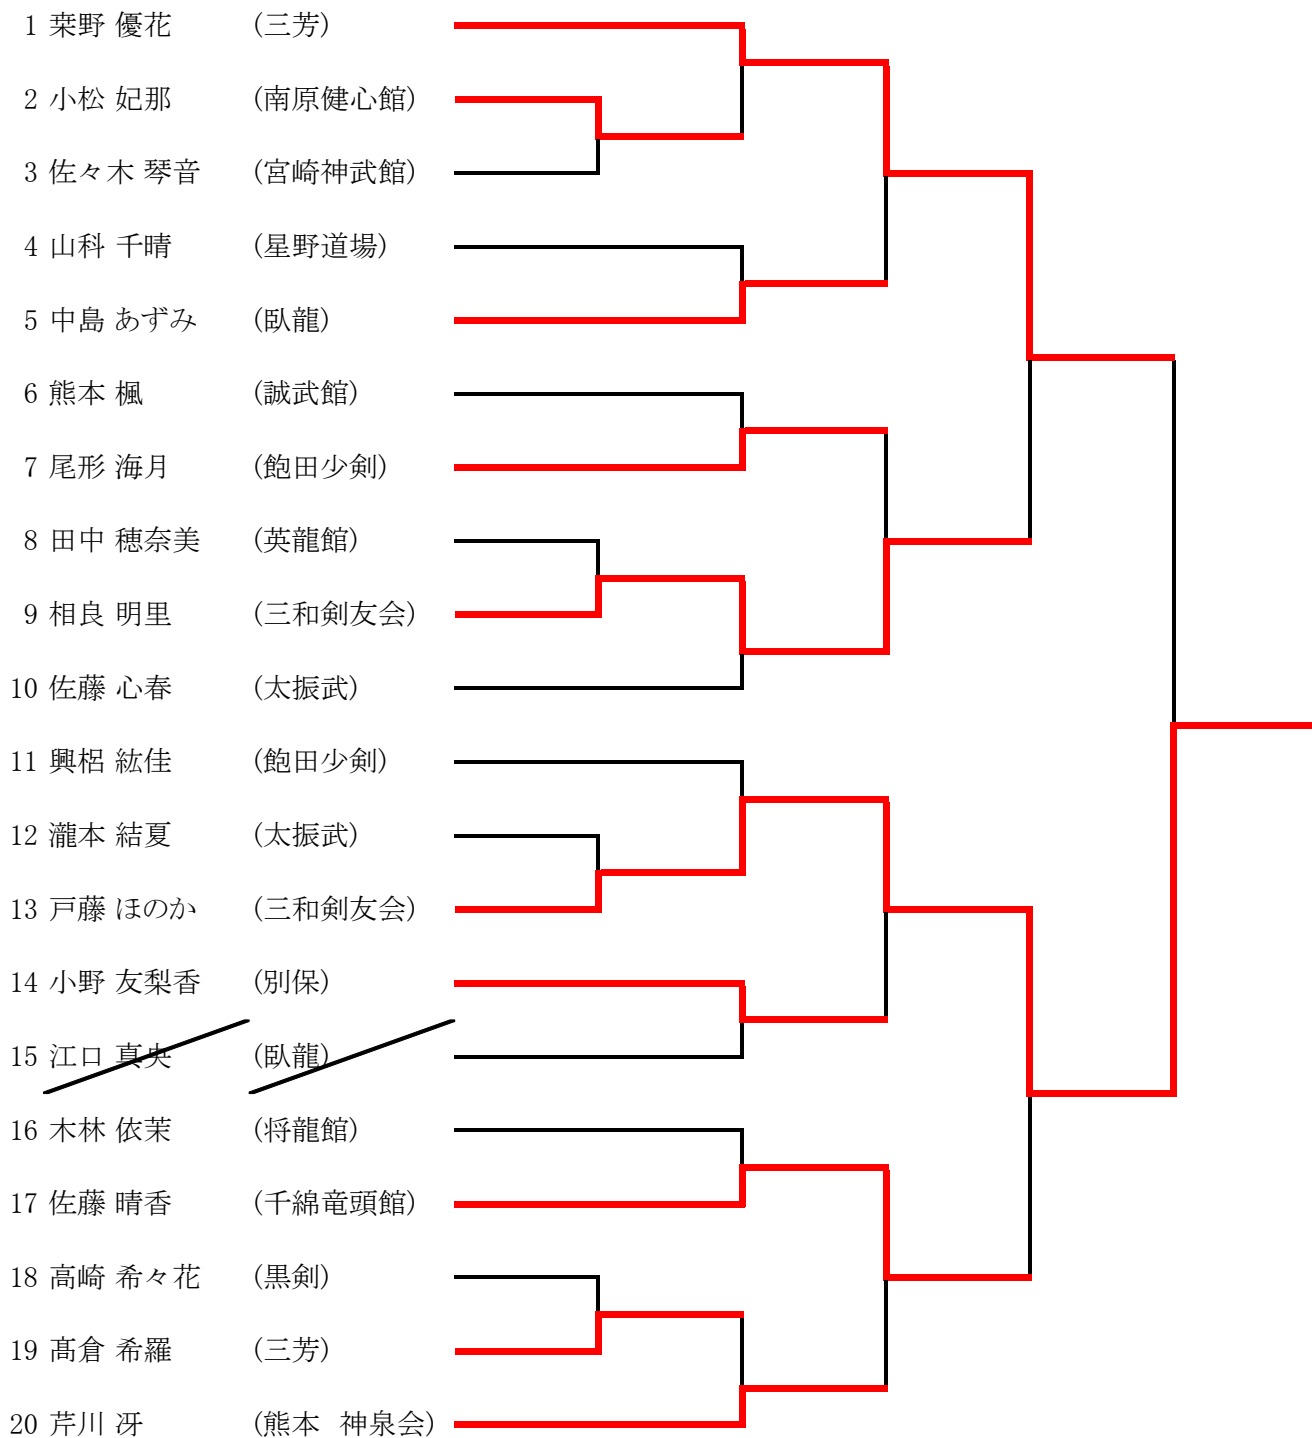 1 栞野 優花 (三芳)
2 小松 妃那 (南原健心館)
3 佐々木 琴音 (宮崎神武館)
4 山科 千晴 (星野道場)
5 中島 あずみ (臥龍)
6 熊本 楓 (誠武館)
7 尾形 海月 (飽田少剣)
8 田中 穂奈美 (英龍館)
9 相良 明里 (三和剣友会)
10 佐藤 心春 (太振武)
11 興梠 紘佳 (飽田少剣)
12 瀧本 結夏 (太振武)
13 戸藤 ほのか (三和剣友会)
14 小野 友梨香 (別保)
15 江口 真央 (臥龍)
16 木林 依茉 (将龍館)
17 佐藤 晴香 (千綿竜頭館)
18 高崎 希々花 (黒剣)
19 髙倉 希羅 (三芳)
20 芹川 冴 (熊本 神泉会)